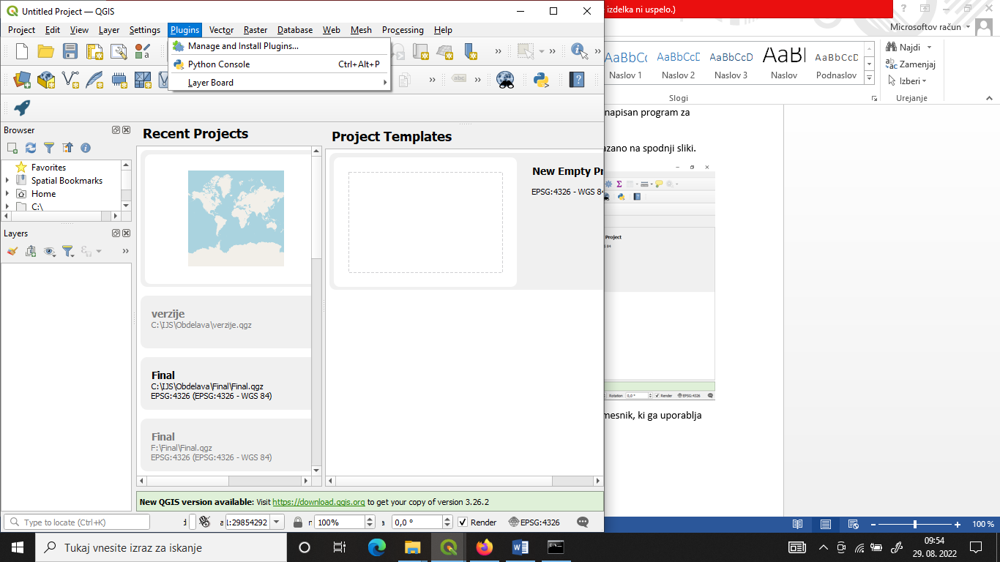 Untitled Project — QGIS
izdelka ni uspelo.)
Microsoftov račun
Project Edit View Layer Settings Plugins Vector Raster Database Web Mesh Processing Help
Manage and Install Plugins...
Python Console Ctrl+Alt+P
Layer Board
abc
AaBbCc AaBbCcD AaBbCcD AaBl AaBbCcD
Naslov 1 Naslov 2 Naslov 3 Naslov Podnaslov
Slogi
Najdi
Zamenjaj
Izberi
Urejanje
Browser
Favorites
Spatial Bookmarks
Home
C:\
Layers
Recent Projects
verzije
C:\IJS\Obdelava\verzije.qgz
Final
C:\IJS\Obdelava\Final\Final.qgz
EPSG:4326 (EPSG:4326 - WGS 84)
Final
F:\Final\Final.qgz
EPSG:4326 (EPSG:4326 - WGS 84)
Project Templates
New Empty Pr
EPSG:4326 - WGS 84
napisan program za
azano na spodnji sliki.
Project
84
Rotation 0,0 ° Render EPSG:4326
mesnik, ki ga uporablja
New QGIS version available: Visit https://download.qgis.org to get your copy of version 3.26.2
Type to locate (Ctrl+K)
1:29854292
100%
0,0 °
Render
EPSG:4326
100 %
Tukaj vnesite izraz za iskanje
09:54
29. 08. 2022